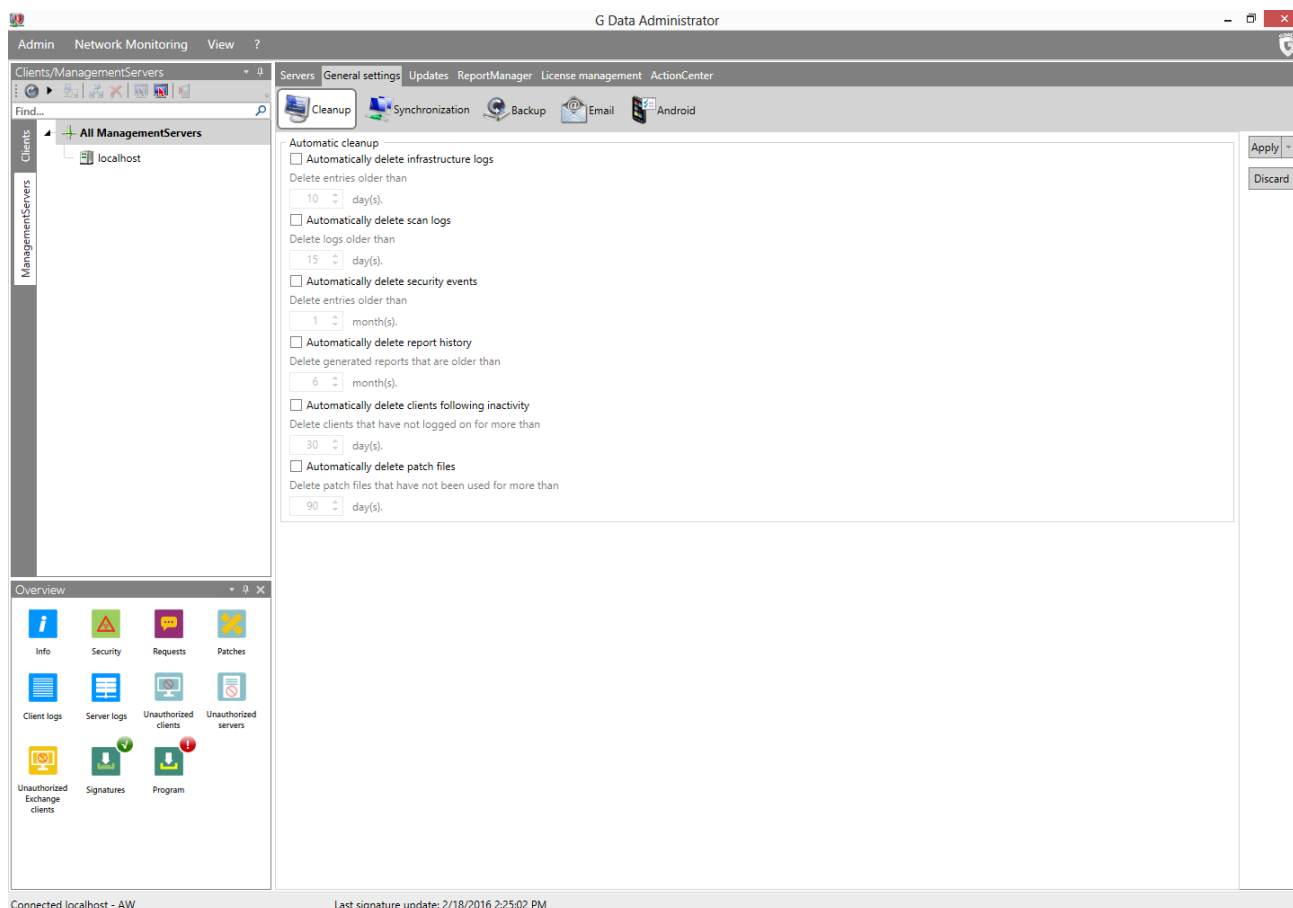 G Data Administrator
Admin Network Monitoring View ?
Clients/ManagementServers
Find...
Clients
ManagementServers
All ManagementServers
localhost
Servers General settings Updates ReportManager License management ActionCenter
Cleanup Synchronization Backup Email Android
Automatic cleanup
Automatically delete infrastructure logs
Delete entries older than
10 day(s).
Automatically delete scan logs
Delete logs older than
15 day(s).
Automatically delete security events
Delete entries older than
1 month(s).
Automatically delete report history
Delete generated reports that are older than
6 month(s).
Automatically delete clients following inactivity
Delete clients that have not logged on for more than
30 day(s).
Automatically delete patch files
Delete patch files that have not been used for more than
90 day(s).
Apply
Discard
Overview
Info Security Requests Patches
Client logs Server logs Unauthorized clients Unauthorized servers
Unauthorized Exchange clients Signatures Program
Connected localhost - AW Last signature update: 2/18/2016 2:25:02 PM